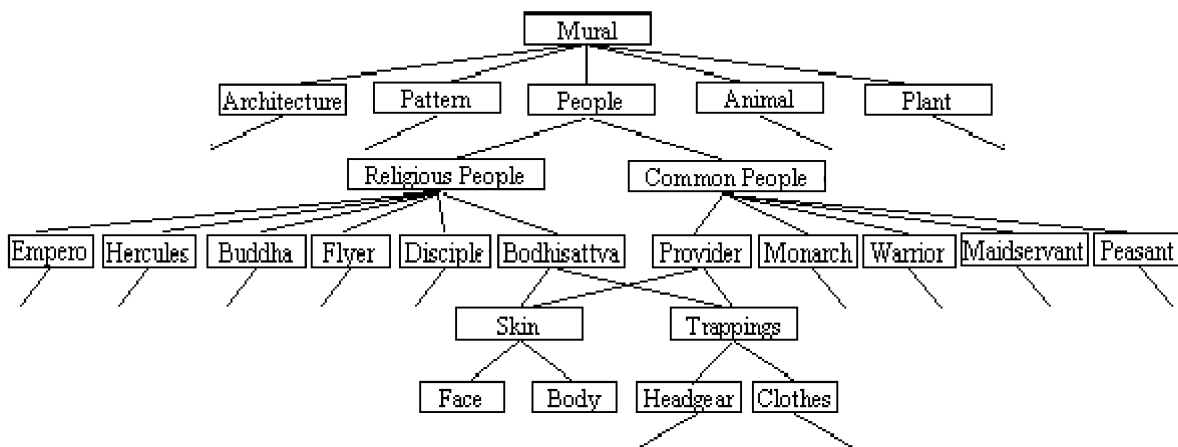 Mural
Architecture Pattern People Animal Plant
Religious People Common People
Empero Hercules Buddha Flyer Disciple Bodhisattva Provider Monarch Warrior Maidservant Peasant
Skin Trappings
Face Body Headgear Clothes